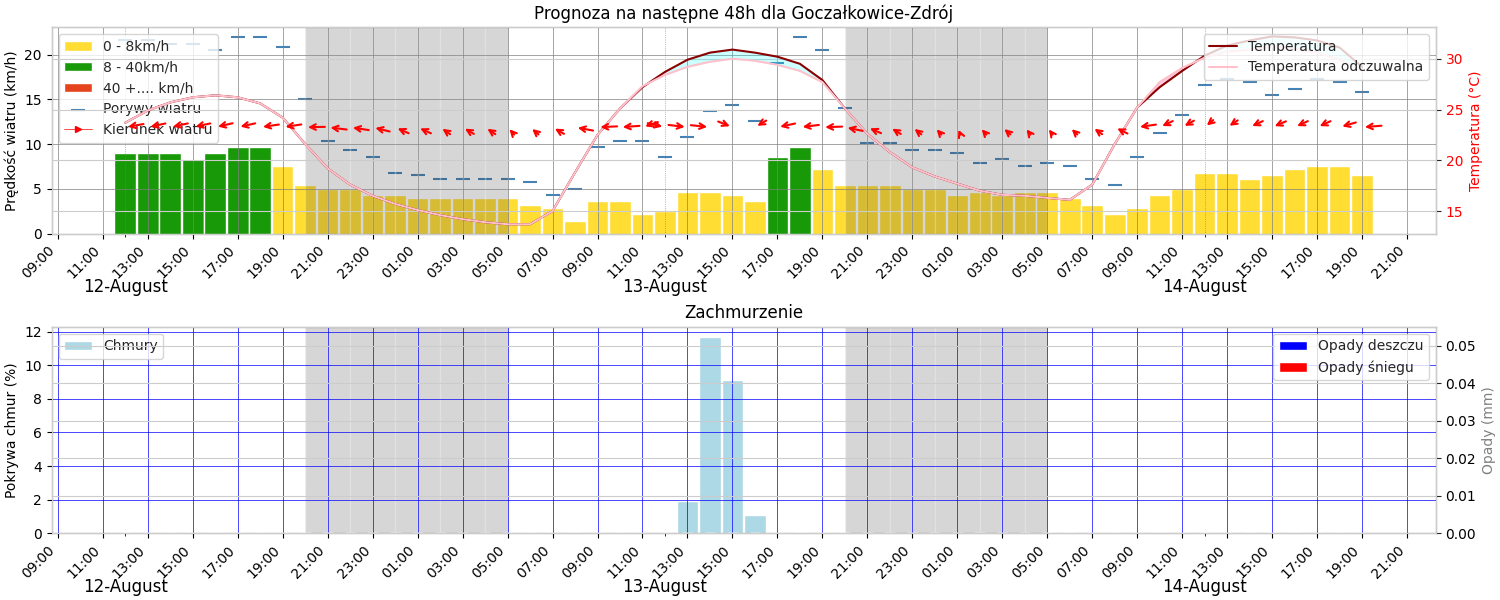 Prognoza na następne 48h dla Goczałkowice-Zdrój
Prędkość wiatru (km/h)
20
15
10
5
0
0 - 8km/h
8 - 40km/h
40 +.... km/h
Porywy wiatru
Kierunek wiatru
Temperatura
Temperatura odczuwalna
30
25
20
15
Temperatura (°C)
09:00 11:00 13:00 15:00 17:00 19:00 21:00 23:00 01:00 03:00 05:00 07:00 09:00 11:00 13:00 15:00 17:00 19:00 21:00 23:00 01:00 03:00 05:00 07:00 09:00 11:00 13:00 15:00 17:00 19:00 21:00
12-August 13-August 14-August
Zachmurzenie
Pokrywa chmur (%)
12
10
8
6
4
2
0
Chmury
Opady deszczu
Opady śniegu
0.05
0.04
0.03
0.02
0.01
0.00
Opady (mm)
09:00 11:00 13:00 15:00 17:00 19:00 21:00 23:00 01:00 03:00 05:00 07:00 09:00 11:00 13:00 15:00 17:00 19:00 21:00 23:00 01:00 03:00 05:00 07:00 09:00 11:00 13:00 15:00 17:00 19:00 21:00
12-August 13-August 14-August